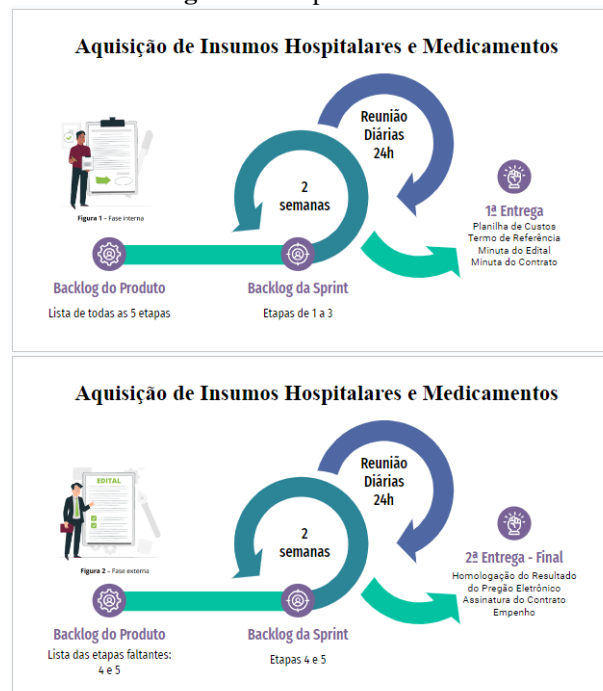 Aquisição de Insumos Hospitalares e Medicamentos
Reunião
Diárias
24h
2
semanas
Figura 1 – Fase interna
1ª Entrega
Planilha de Custos
Termo de Referência
Minuta do Edital
Minuta do Contrato
Backlog do Produto
Backlog da Sprint
Lista de todas as 5 etapas
Etapas de 1 a 3
Aquisição de Insumos Hospitalares e Medicamentos
Reunião
Diárias
24h
EDITAL
2
semanas
Figura 2 – Fase externa
2ª Entrega - Final
Homologação do Resultado
do Pregão Eletrônico
Assinatura do Contrato
Empenho
Backlog do Produto
Backlog da Sprint
Lista das etapas faltantes:
4 e 5
Etapas 4 e 5